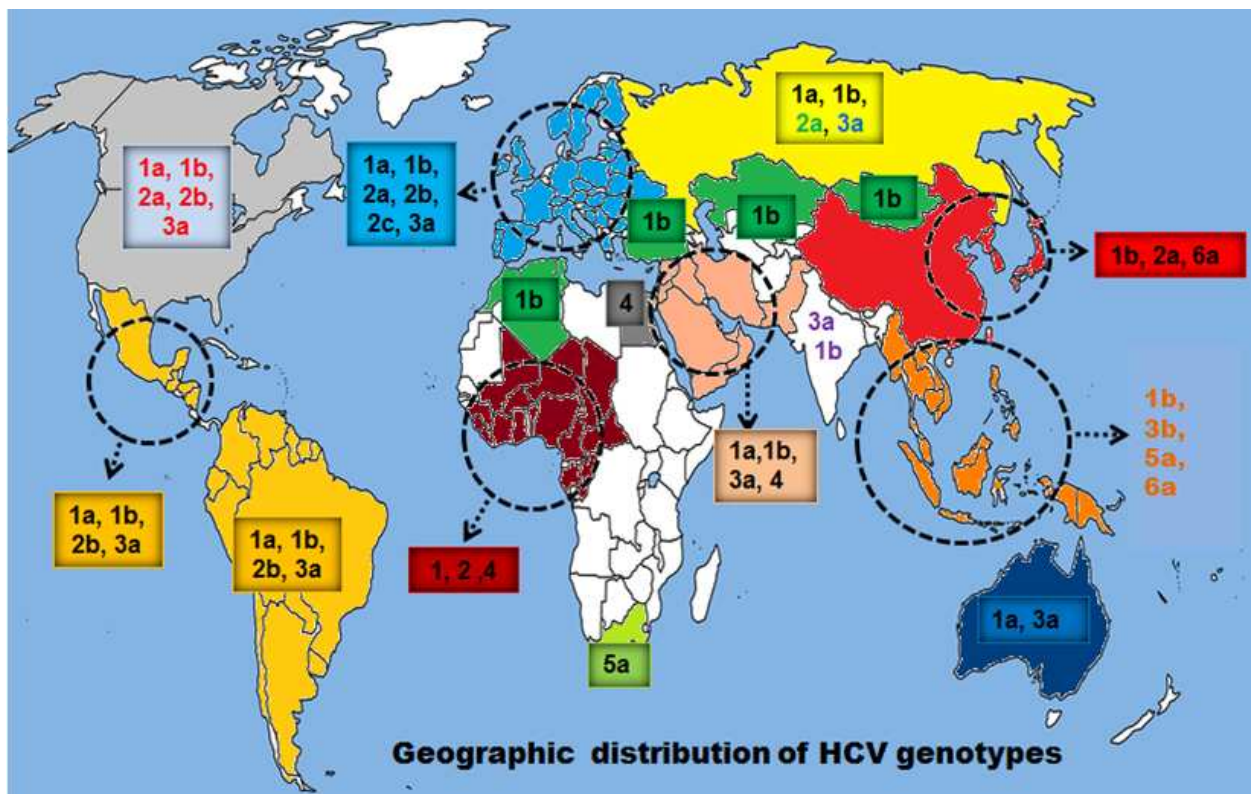 1a, 1b,
2a, 3a
1a, 1b,
2a, 2b,
3a
1a, 1b,
2a, 2b,
2c, 3a
1b
1b
1b
1b, 2a, 6a
1b
4
3a
1b
1b,
3b,
5a,
6a
1a,1b,
3a, 4
1a, 1b,
2b, 3a
1a, 1b,
2b, 3a
1, 2 ,4
1a, 3a
5a
Geographic distribution of HCV genotypes